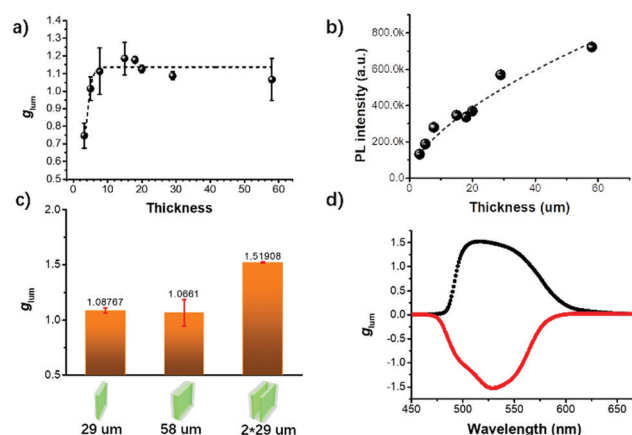 a)
1.4
1.3
1.2
1.1
1.0
0.9
0.8
0.7
0.6
0.5
g_lum
0 10 20 30 40 50 60
Thickness
b)
800.0k
600.0k
400.0k
200.0k
0.0
PL intensity (a.u.)
0 20 40 60
Thickness (um)
c)
2.0
1.5
1.0
0.5
g_lum
1.08767
1.0661
1.51908
29 um 58 um 2*29 um
d)
1.5
1.0
0.5
0.0
-0.5
-1.0
-1.5
g_lum
450 500 550 600 650
Wavelength (nm)